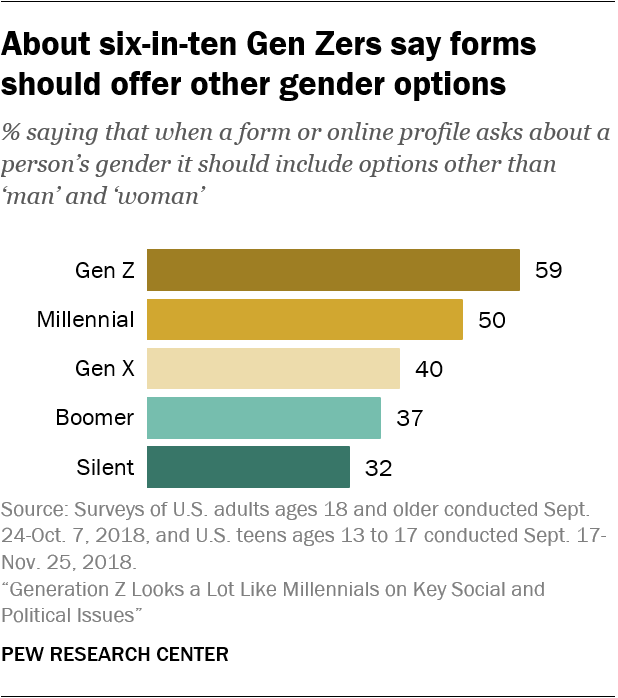 About six-in-ten Gen Zers say forms
should offer other gender options
% saying that when a form or online profile asks about a
person’s gender it should include options other than
‘man’ and ‘woman’
Gen Z 59
Millennial 50
Gen X 40
Boomer 37
Silent 32
Source: Surveys of U.S. adults ages 18 and older conducted Sept.
24-Oct. 7, 2018, and U.S. teens ages 13 to 17 conducted Sept. 17-
Nov. 25, 2018.
“Generation Z Looks a Lot Like Millennials on Key Social and
Political Issues”
PEW RESEARCH CENTER